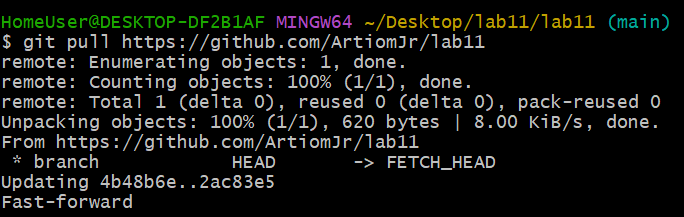 HomeUser@DESKTOP-DF2B1AF MINGW64 ~/Desktop/lab11/lab11 (main)
$ git pull https://github.com/ArtiomJr/lab11
remote: Enumerating objects: 1, done.
remote: Counting objects: 100% (1/1), done.
remote: Total 1 (delta 0), reused 0 (delta 0), pack-reused 0
Unpacking objects: 100% (1/1), 620 bytes | 8.00 KiB/s, done.
From https://github.com/ArtiomJr/lab11
 * branch            HEAD       -> FETCH_HEAD
Updating 4b48b6e..2ac83e5
Fast-forward